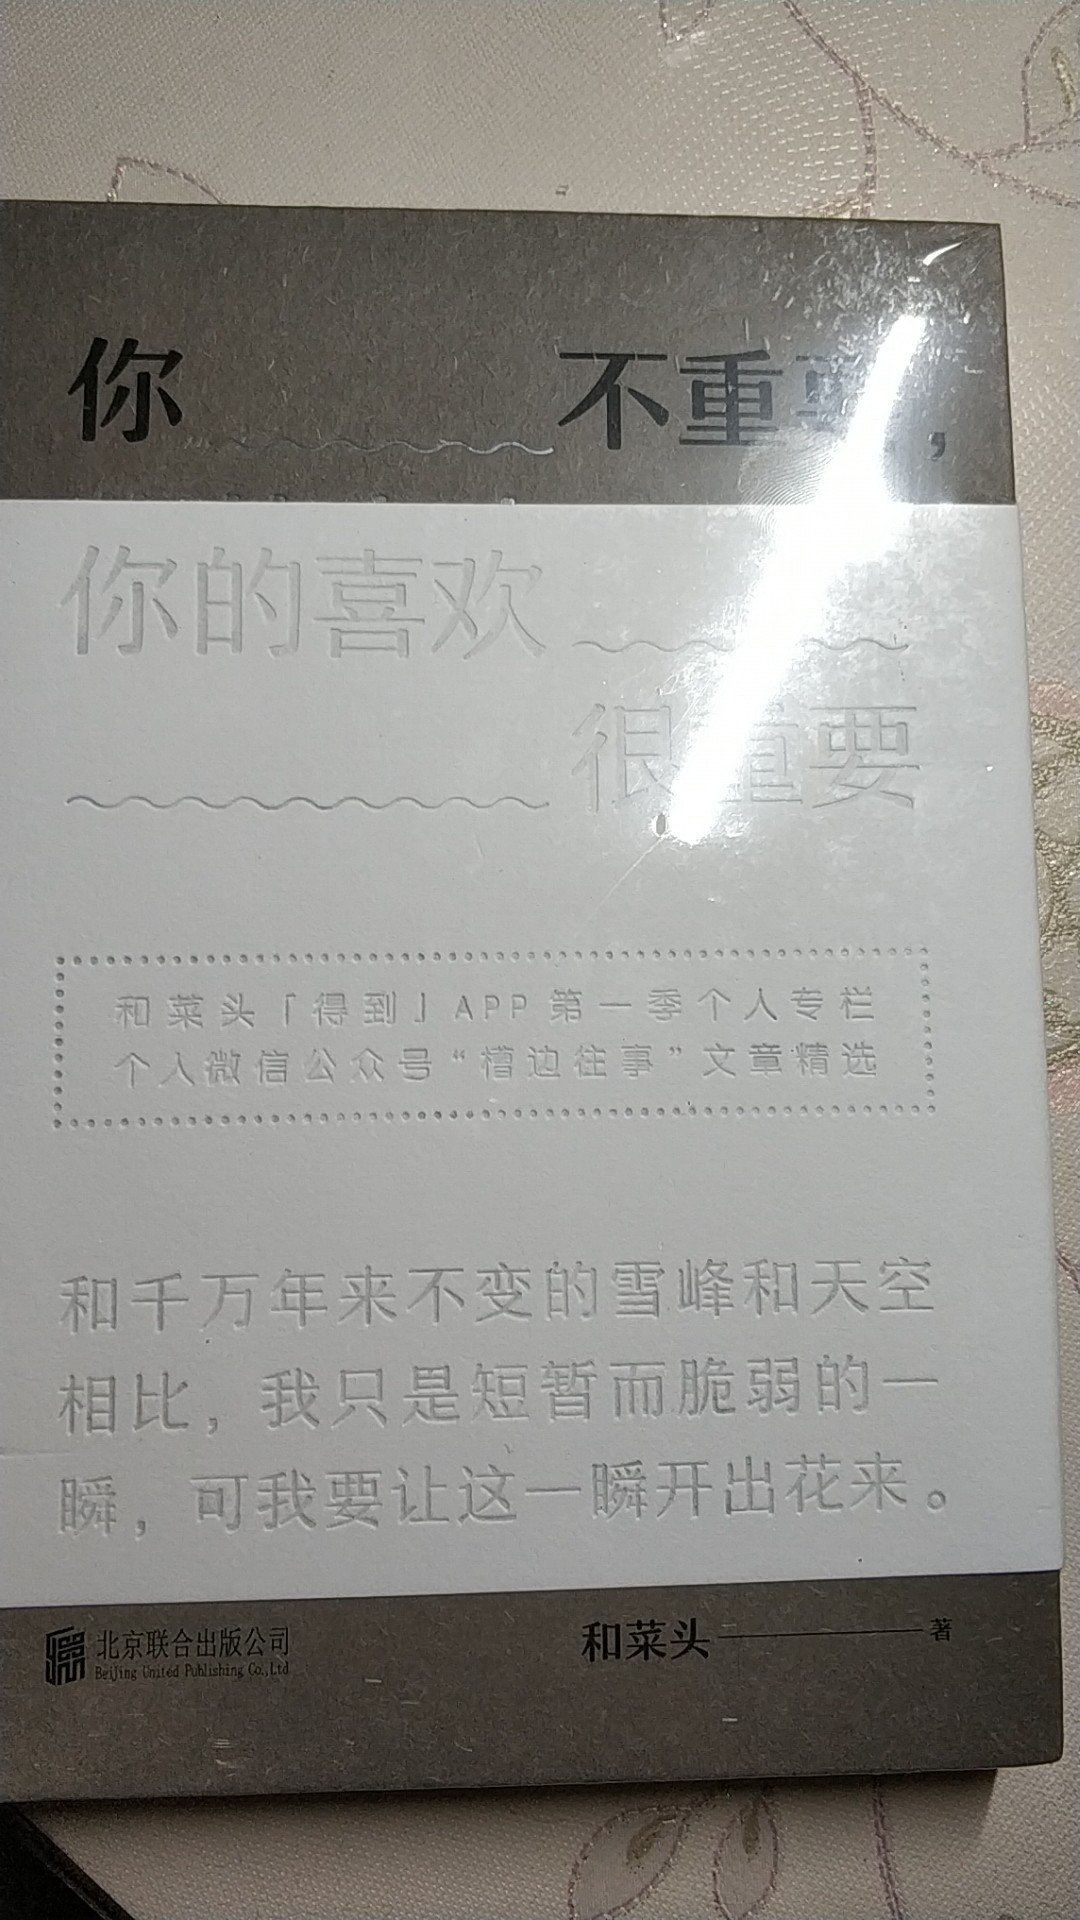 你 不重要,
你的喜欢
很重要
和菜头「得到」APP第一季个人专栏
个人微信公众号“槽边往事”文章精选
和千万年来不变的雪峰和天空
相比，我只是短暂而脆弱的一
瞬，可我要让这一瞬开出花来。
北京联合出版公司
Beijing United Publishing Co.,Ltd
和菜头 著